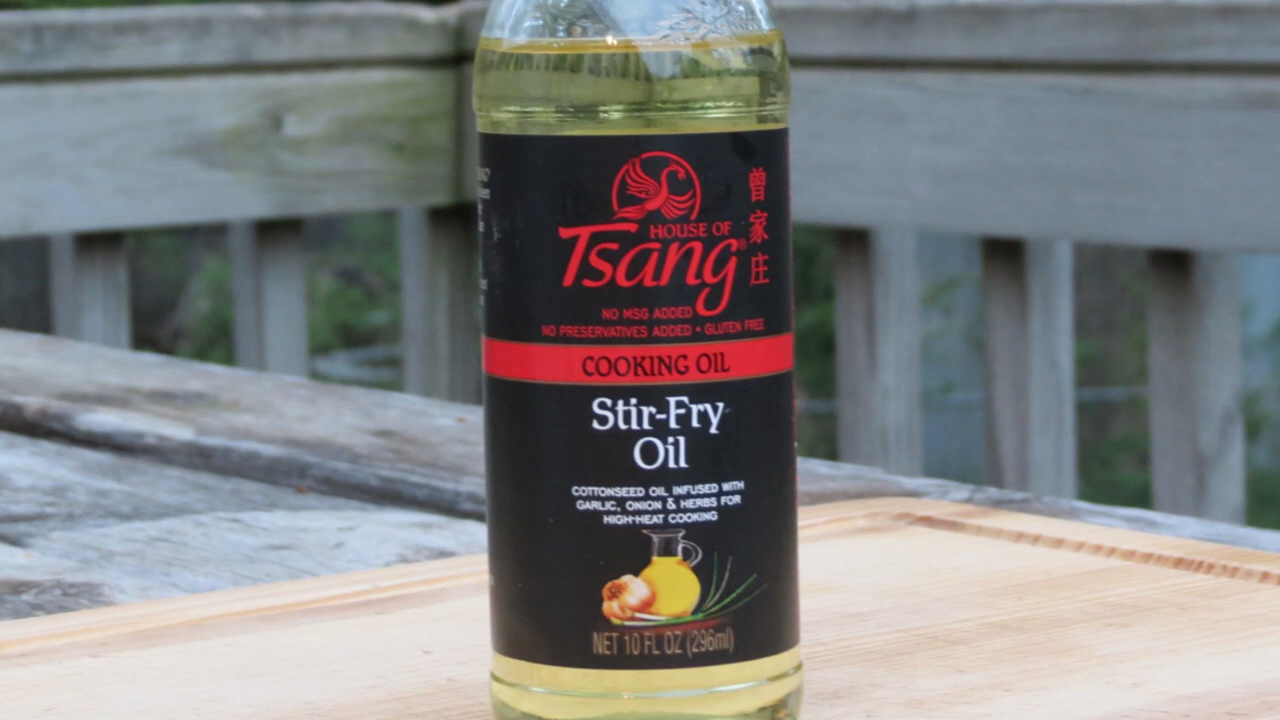 HOUSE OF
Tsang®
曾家庄
NO MSG ADDED
NO PRESERVATIVES ADDED • GLUTEN FREE
COOKING OIL
Stir-Fry
Oil
COTTONSEED OIL INFUSED WITH
GARLIC, ONION & HERBS FOR
HIGH-HEAT COOKING
NET 10 FL OZ (296ml)